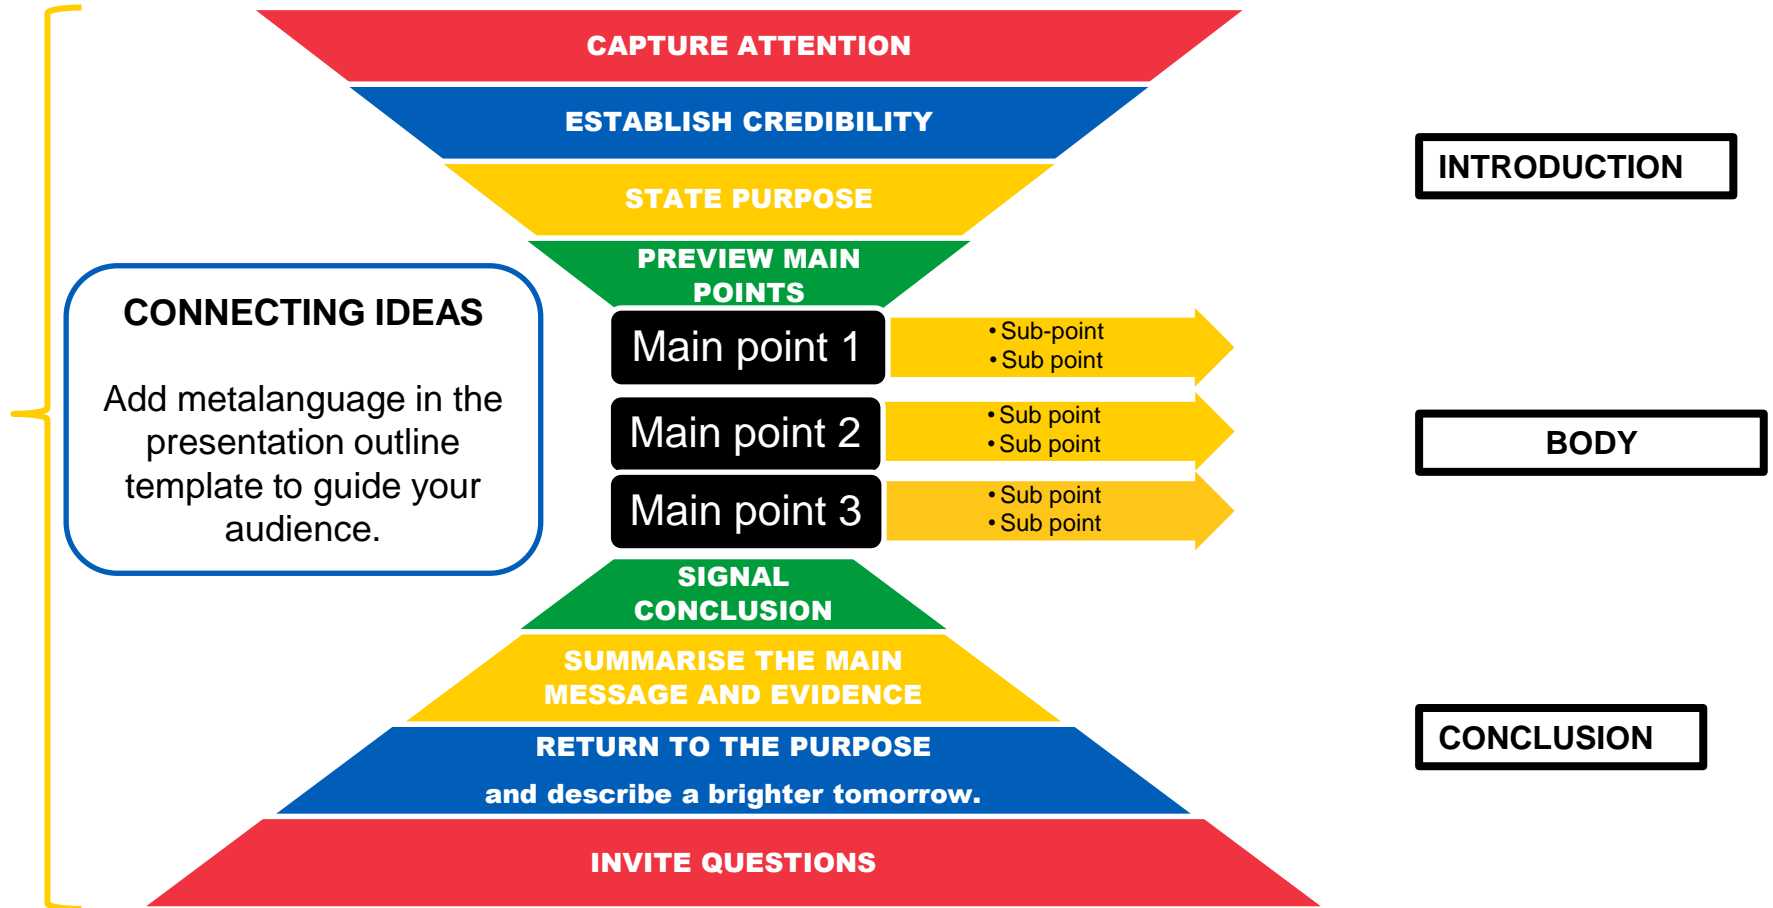 CAPTURE ATTENTION
ESTABLISH CREDIBILITY
STATE PURPOSE
PREVIEW MAIN
POINTS
INTRODUCTION
CONNECTING IDEAS
Add metalanguage in the
presentation outline
template to guide your
audience.
Main point 1
• Sub-point
• Sub point
Main point 2
• Sub point
• Sub point
Main point 3
• Sub point
• Sub point
BODY
SIGNAL
CONCLUSION
SUMMARISE THE MAIN
MESSAGE AND EVIDENCE
RETURN TO THE PURPOSE
and describe a brighter tomorrow.
INVITE QUESTIONS
CONCLUSION